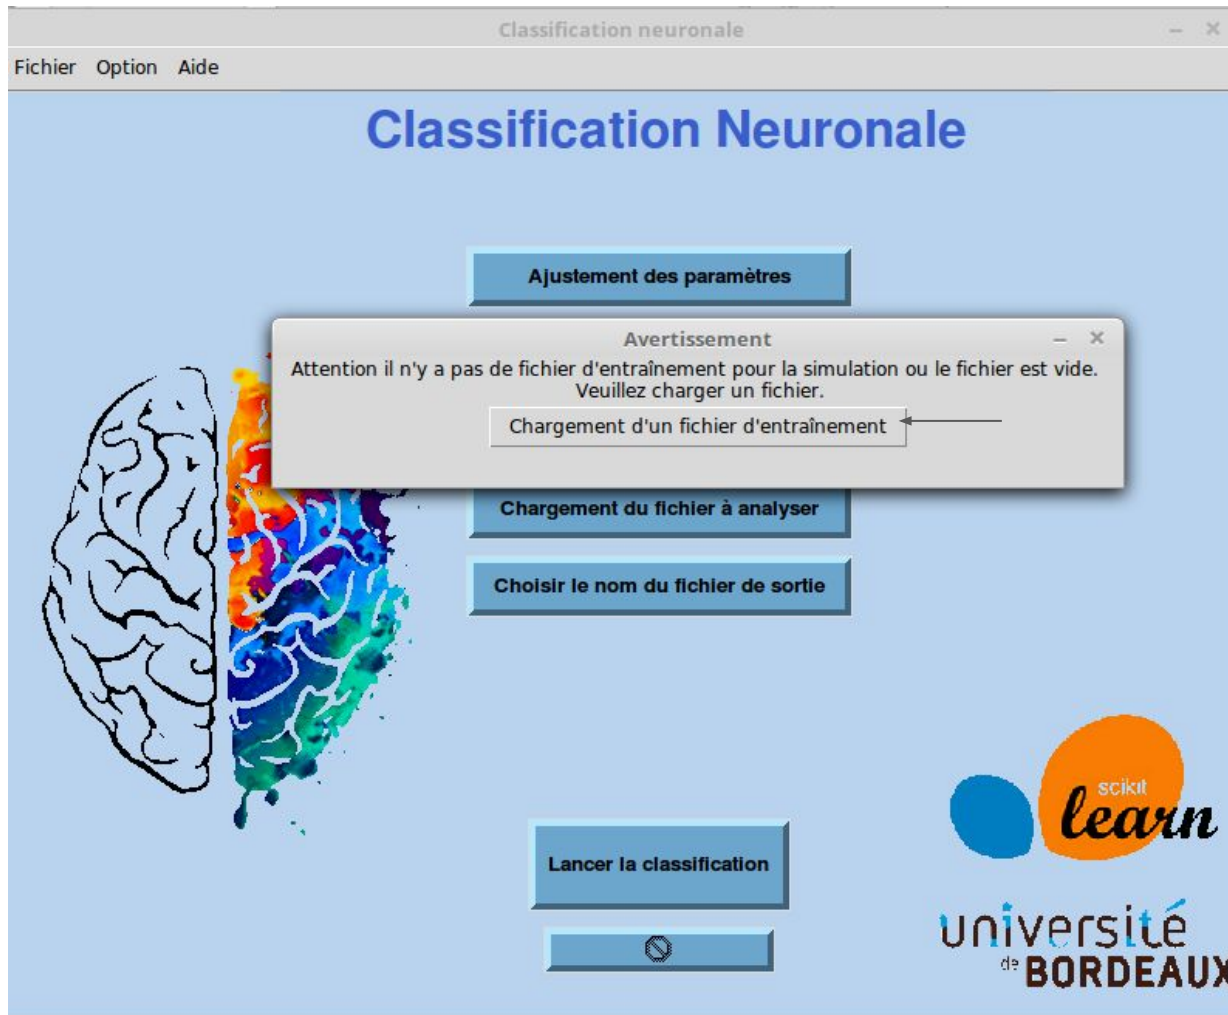 Classification neuronale
Fichier Option Aide
Classification Neuronale
Ajustement des paramètres
Avertissement
Attention il n'y a pas de fichier d'entraînement pour la simulation ou le fichier est vide.
Veuillez charger un fichier.
Chargement d'un fichier d'entraînement
Chargement du fichier à analyser
Choisir le nom du fichier de sortie
scikit
learn
Lancer la classification
université
de BORDEAUX